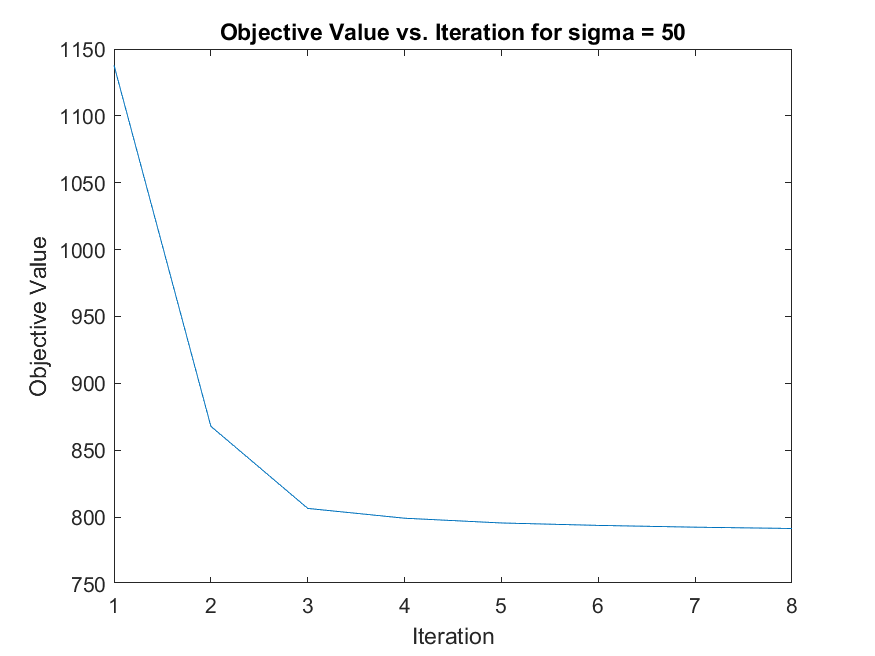 Objective Value vs. Iteration for sigma = 50
1150
1100
1050
1000
950
900
850
800
750
Objective Value
1 2 3 4 5 6 7 8
Iteration